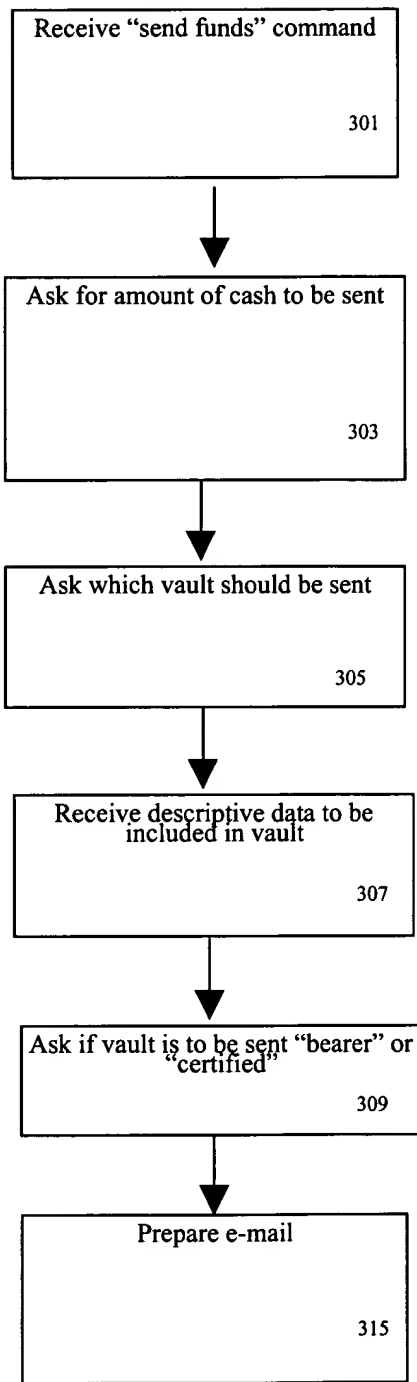 Receive “send funds” command
301
Ask for amount of cash to be sent
303
Ask which vault should be sent
305
Receive descriptive data to be
included in vault
307
Ask if vault is to be sent “bearer” or
“certified”
309
Prepare e-mail
315